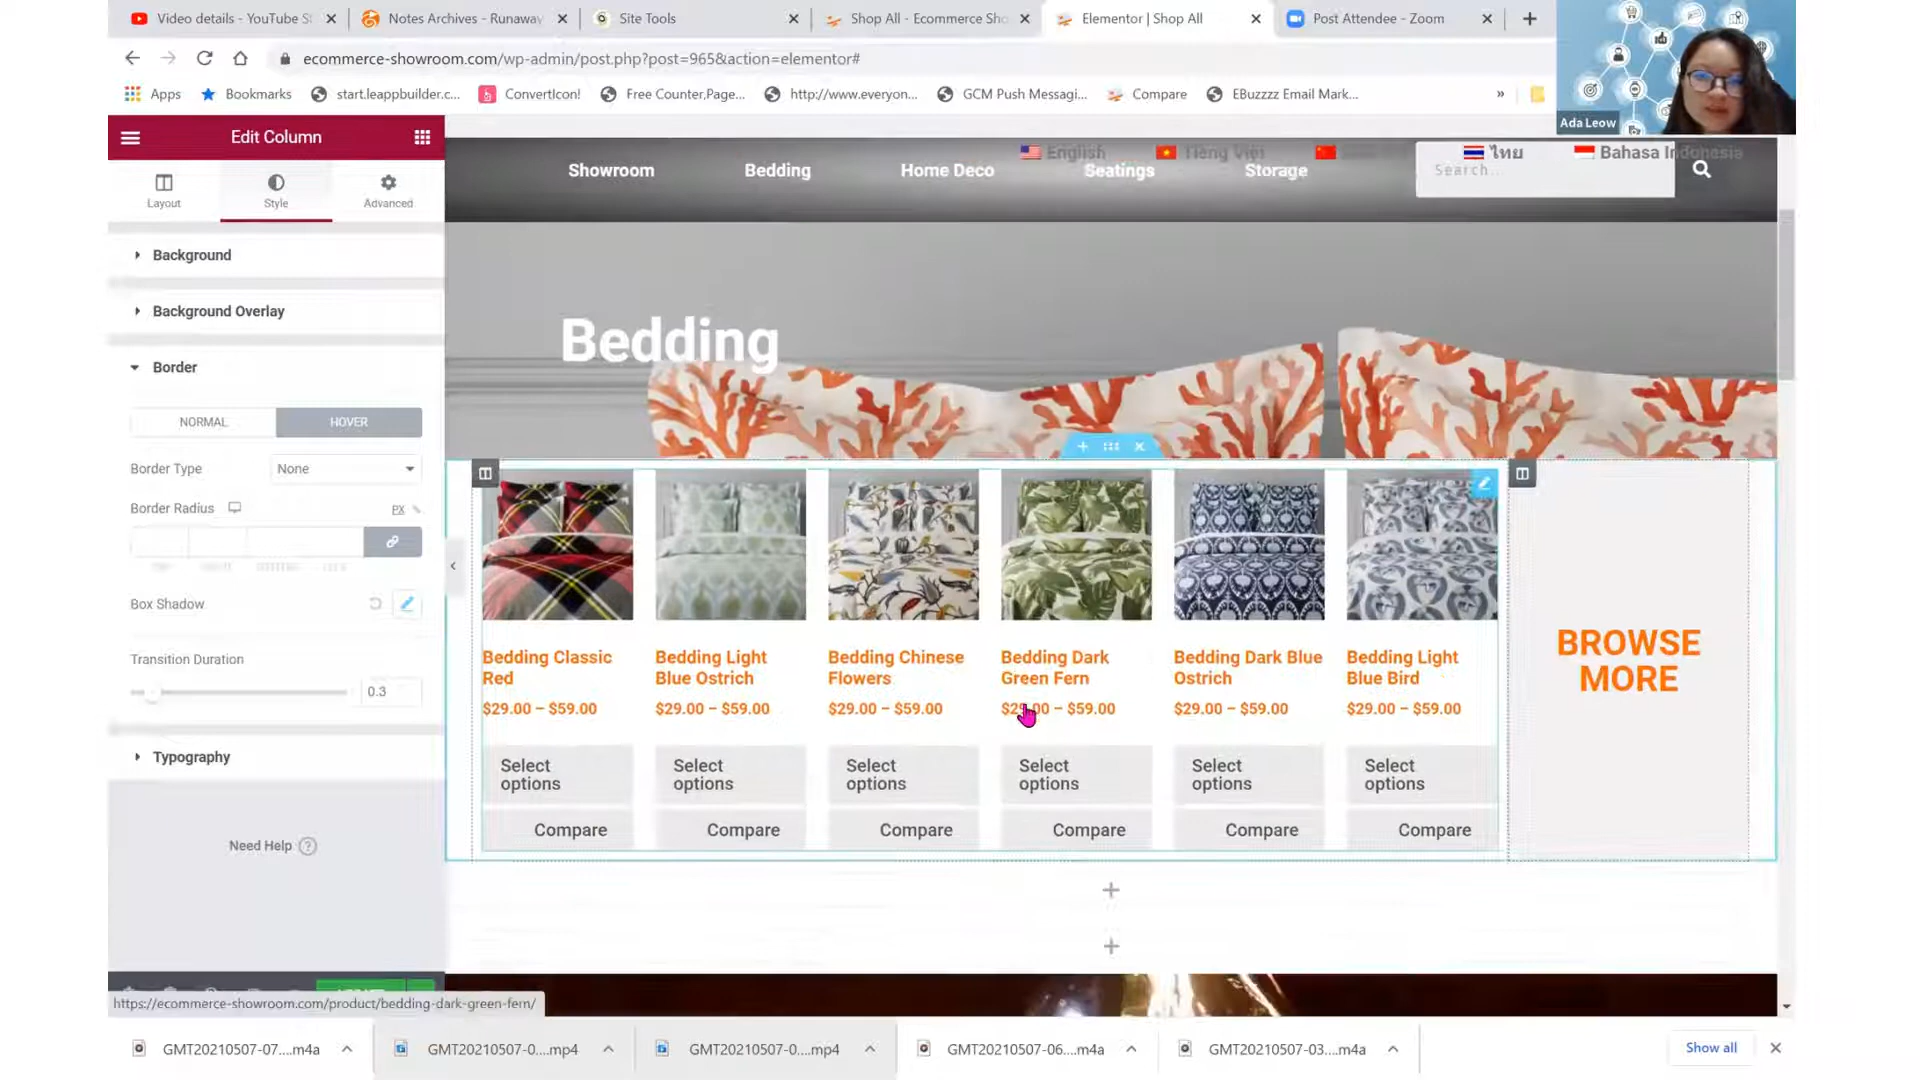 Video details - YouTube S
Notes Archives - Runaway
Site Tools
Shop All - Ecommerce Sho
Elementor | Shop All
Post Attendee - Zoom
ecommerce-showroom.com/wp-admin/post.php?post=965&action=elementor#
Apps
Bookmarks
start.leappbuilder.c...
ConvertIcon!
Free Counter,Page...
http://www.everyon...
GCM Push Messagi...
Compare
EBuzzzz Email Mark...
»
Ada Leow
Edit Column
Layout
Style
Advanced
Background
Background Overlay
Border
NORMAL
HOVER
Border Type
None
Border Radius
PX
Box Shadow
Transition Duration
0.3
Typography
Need Help
https://ecommerce-showroom.com/product/bedding-dark-green-fern/
English
Tiếng Việt
ไทย
Bahasa Indonesia
Showroom
Bedding
Home Deco
Seatings
Storage
Search...
Bedding
Bedding Classic
Red
$29.00 – $59.00
Select
options
Compare
Bedding Light
Blue Ostrich
$29.00 – $59.00
Select
options
Compare
Bedding Chinese
Flowers
$29.00 – $59.00
Select
options
Compare
Bedding Dark
Green Fern
$29.00 – $59.00
Select
options
Compare
Bedding Dark Blue
Ostrich
$29.00 – $59.00
Select
options
Compare
Bedding Light
Blue Bird
$29.00 – $59.00
Select
options
Compare
BROWSE
MORE
GMT20210507-07....m4a
GMT20210507-0....mp4
GMT20210507-0....mp4
GMT20210507-06....m4a
GMT20210507-03....m4a
Show all